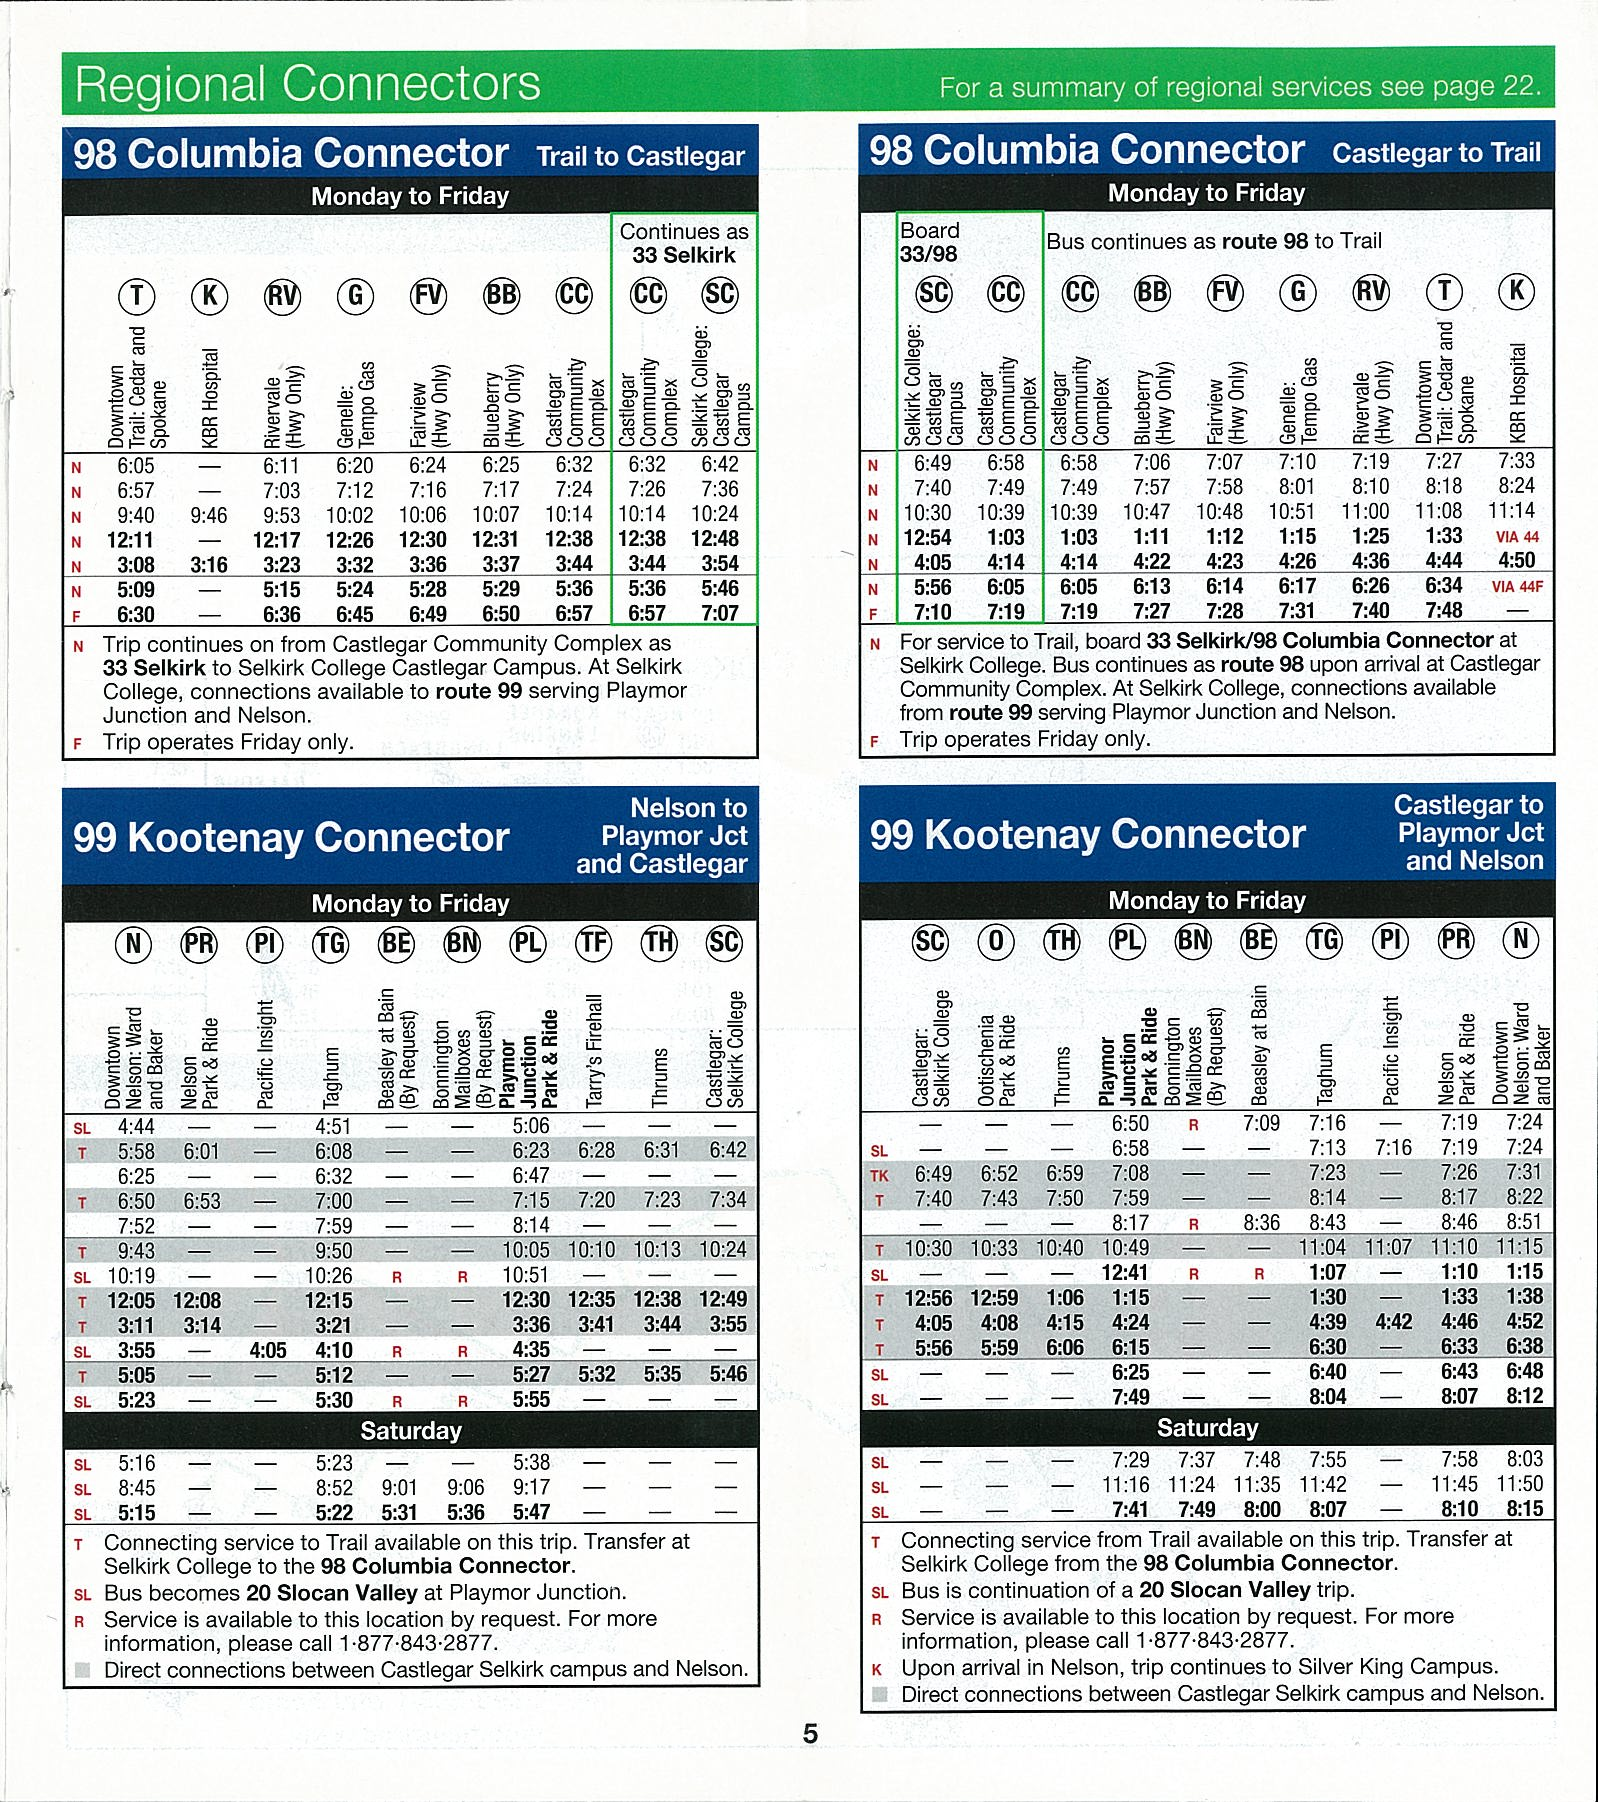 Regional Connectors For a summary of regional services see page 22.
98 Columbia Connector Trail to Castlegar
Monday to Friday
Continues as
33 Selkirk
T K RV G FV BB CC CC SC
Downtown Trail: Cedar and Spokane
KBR Hospital
Rivervale (Hwy Only)
Genelle: Tempo Gas
Fairview (Hwy Only)
Blueberry (Hwy Only)
Castlegar Community Complex
Castlegar Community Complex
Selkirk College: Castlegar Campus
N 6:05 — 6:11 6:20 6:24 6:25 6:32 6:32 6:42
N 6:57 — 7:03 7:12 7:16 7:17 7:24 7:26 7:36
N 9:40 9:46 9:53 10:02 10:06 10:07 10:14 10:14 10:24
N 12:11 — 12:17 12:26 12:30 12:31 12:38 12:38 12:48
N 3:08 3:16 3:23 3:32 3:36 3:37 3:44 3:44 3:54
N 5:09 — 5:15 5:24 5:28 5:29 5:36 5:36 5:46
F 6:30 — 6:36 6:45 6:49 6:50 6:57 6:57 7:07
N Trip continues on from Castlegar Community Complex as
33 Selkirk to Selkirk College Castlegar Campus. At Selkirk
College, connections available to route 99 serving Playmor
Junction and Nelson.
F Trip operates Friday only.
98 Columbia Connector Castlegar to Trail
Monday to Friday
Board
33/98
Bus continues as route 98 to Trail
SC CC CC BB FV G RV T K
Selkirk College: Castlegar Campus
Castlegar Community Complex
Castlegar Community Complex
Blueberry (Hwy Only)
Fairview (Hwy Only)
Genelle: Tempo Gas
Rivervale (Hwy Only)
Downtown Trail: Cedar and Spokane
KBR Hospital
N 6:49 6:58 6:58 7:06 7:07 7:10 7:19 7:27 7:33
N 7:40 7:49 7:49 7:57 7:58 8:01 8:10 8:18 8:24
N 10:30 10:39 10:39 10:47 10:48 10:51 11:00 11:08 11:14
N 12:54 1:03 1:03 1:11 1:12 1:15 1:25 1:33 VIA 44
N 4:05 4:14 4:14 4:22 4:23 4:26 4:36 4:44 4:50
N 5:56 6:05 6:05 6:13 6:14 6:17 6:26 6:34 VIA 44F
F 7:10 7:19 7:19 7:27 7:28 7:31 7:40 7:48 —
N For service to Trail, board 33 Selkirk/98 Columbia Connector at
Selkirk College. Bus continues as route 98 upon arrival at Castlegar
Community Complex. At Selkirk College, connections available
from route 99 serving Playmor Junction and Nelson.
F Trip operates Friday only.
99 Kootenay Connector Nelson to
Playmor Jct
and Castlegar
Monday to Friday
N PR PI TG BE BN PL TF TH SC
Downtown Nelson: Ward and Baker
Nelson Park & Ride
Pacific Insight
Taghum
Beasley at Bain (By Request)
Bonnington Mailboxes (By Request)
Playmor Junction Park & Ride
Tarry's Firehall
Thrums
Castlegar: Selkirk College
SL 4:44 — — 4:51 — — 5:06 — — —
T 5:58 6:01 — 6:08 — — 6:23 6:28 6:31 6:42
6:25 — — 6:32 — — 6:47 — — —
T 6:50 6:53 — 7:00 — — 7:15 7:20 7:23 7:34
7:52 — — 7:59 — — 8:14 — — —
T 9:43 — — 9:50 — — 10:05 10:10 10:13 10:24
SL 10:19 — — 10:26 R R 10:51 — — —
T 12:05 12:08 — 12:15 — — 12:30 12:35 12:38 12:49
T 3:11 3:14 — 3:21 — — 3:36 3:41 3:44 3:55
SL 3:55 — 4:05 4:10 R R 4:35 — — —
T 5:05 — — 5:12 — — 5:27 5:32 5:35 5:46
SL 5:23 — — 5:30 R R 5:55 — — —
Saturday
SL 5:16 — — 5:23 — — 5:38 — — —
SL 8:45 — — 8:52 9:01 9:06 9:17 — — —
SL 5:15 — — 5:22 5:31 5:36 5:47 — — —
T Connecting service to Trail available on this trip. Transfer at
Selkirk College to the 98 Columbia Connector.
SL Bus becomes 20 Slocan Valley at Playmor Junction.
R Service is available to this location by request. For more
information, please call 1·877·843·2877.
Direct connections between Castlegar Selkirk campus and Nelson.
99 Kootenay Connector Castlegar to
Playmor Jct
and Nelson
Monday to Friday
SC O TH PL BN BE TG PI PR N
Castlegar: Selkirk College
Ootischenia Park & Ride
Thrums
Playmor Junction Park & Ride
Bonnington Mailboxes (By Request)
Beasley at Bain
Taghum
Pacific Insight
Nelson Park & Ride
Downtown Nelson: Ward and Baker
— — — 6:50 R 7:09 7:16 — 7:19 7:24
SL — — — 6:58 — — 7:13 7:16 7:19 7:24
TK 6:49 6:52 6:59 7:08 — — 7:23 — 7:26 7:31
T 7:40 7:43 7:50 7:59 — — 8:14 — 8:17 8:22
— — — 8:17 R 8:36 8:43 — 8:46 8:51
T 10:30 10:33 10:40 10:49 — — 11:04 11:07 11:10 11:15
SL — — — 12:41 R R 1:07 — 1:10 1:15
T 12:56 12:59 1:06 1:15 — — 1:30 — 1:33 1:38
T 4:05 4:08 4:15 4:24 — — 4:39 4:42 4:46 4:52
T 5:56 5:59 6:06 6:15 — — 6:30 — 6:33 6:38
SL — — — 6:25 — — 6:40 — 6:43 6:48
SL — — — 7:49 — — 8:04 — 8:07 8:12
Saturday
SL — — — 7:29 7:37 7:48 7:55 — 7:58 8:03
SL — — — 11:16 11:24 11:35 11:42 — 11:45 11:50
SL — — — 7:41 7:49 8:00 8:07 — 8:10 8:15
T Connecting service from Trail available on this trip. Transfer at
Selkirk College from the 98 Columbia Connector.
SL Bus is continuation of a 20 Slocan Valley trip.
R Service is available to this location by request. For more
information, please call 1·877·843·2877.
K Upon arrival in Nelson, trip continues to Silver King Campus.
Direct connections between Castlegar Selkirk campus and Nelson.
5